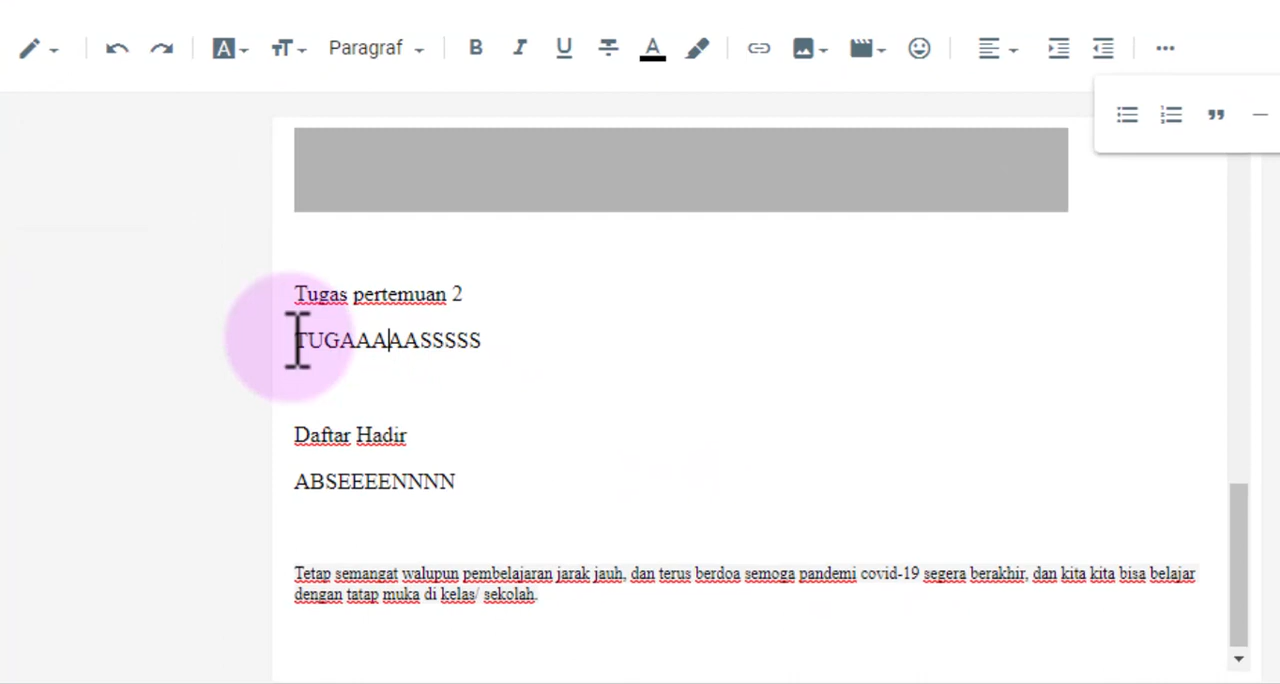 Paragraf
Tugas pertemuan 2
TUGAAAAASSSSS
Daftar Hadir
ABSEEEENNNN
Tetap semangat walupun pembelajaran jarak jauh, dan terus berdoa semoga pandemi covid-19 segera berakhir, dan kita kita bisa belajar
dengan tatap muka di kelas/ sekolah.